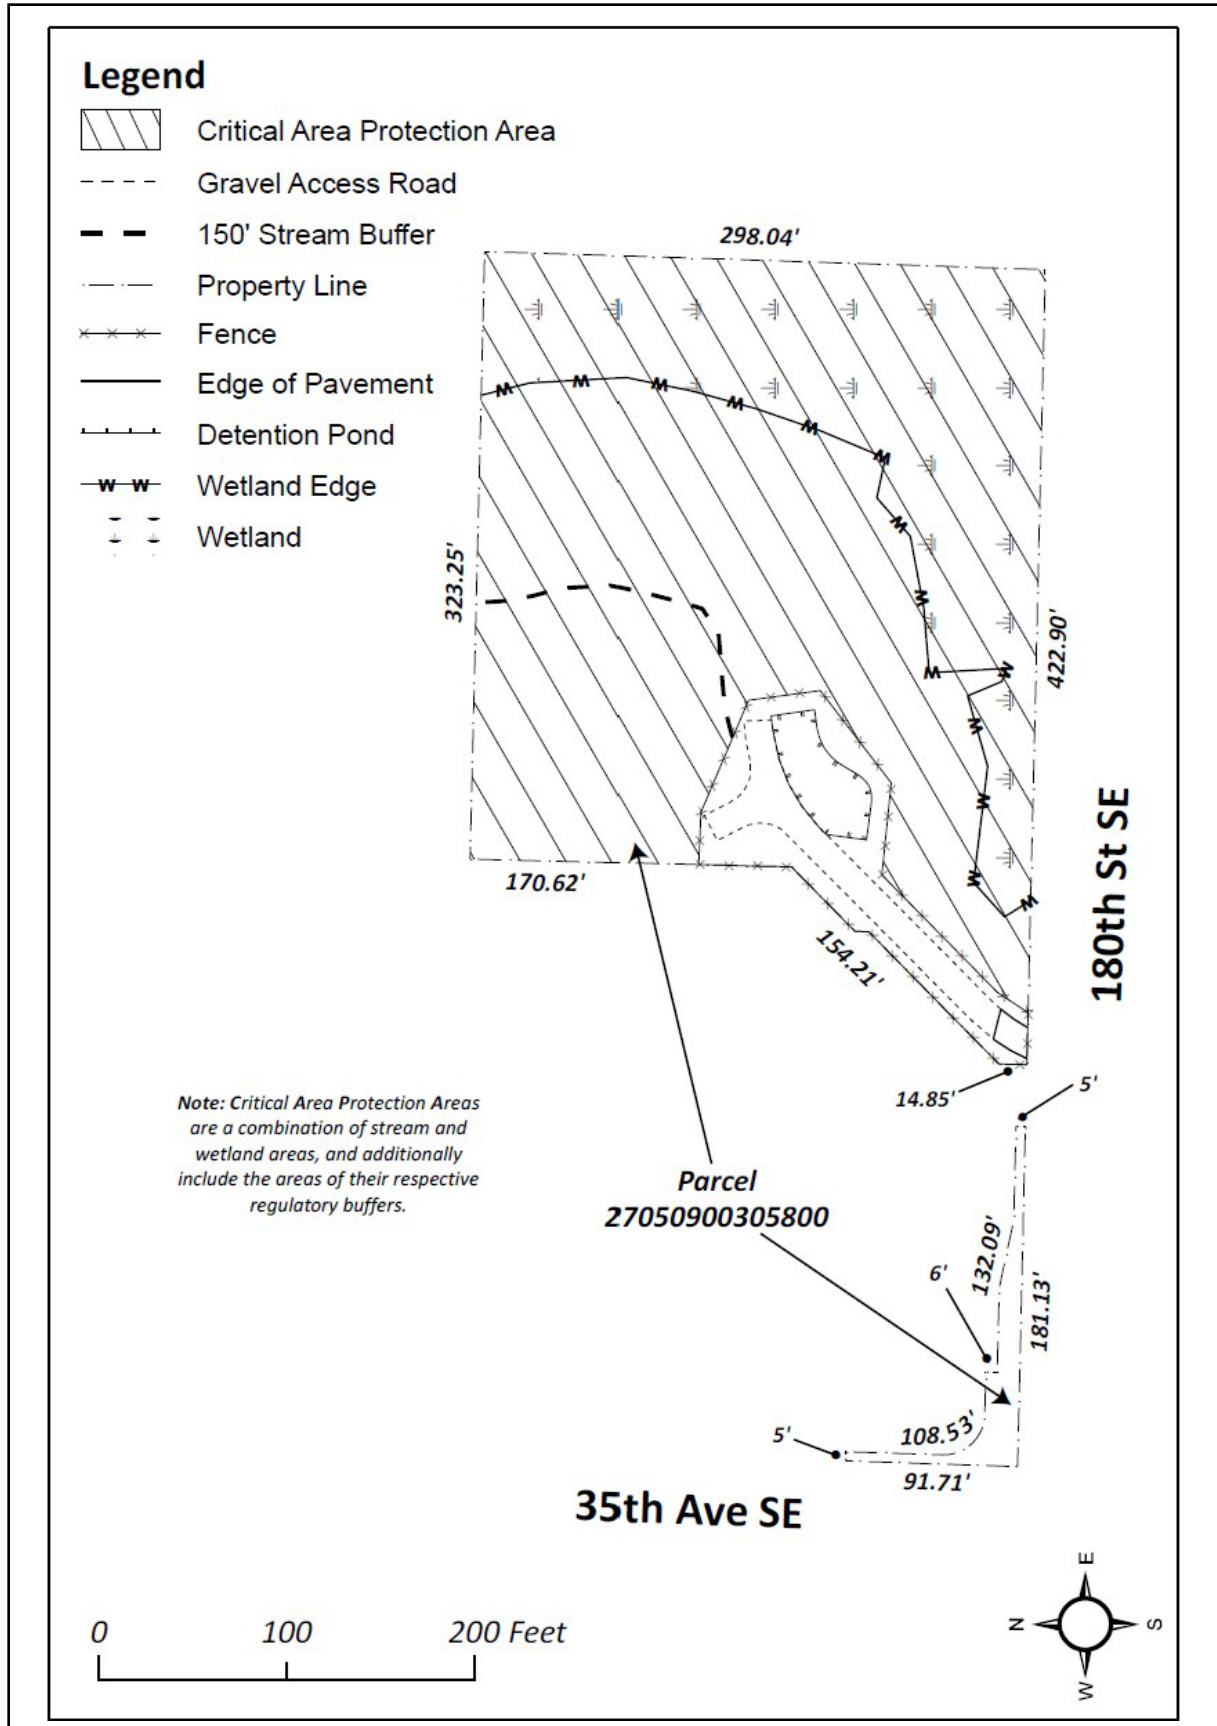 Legend
Critical Area Protection Area
Gravel Access Road
150' Stream Buffer
Property Line
Fence
Edge of Pavement
Detention Pond
W W Wetland Edge
Wetland
298.04'
323.25'
422.90'
W
W
W
W
W
W
W
W
W
W
W
W
W
W
170.62'
154.21'
180th St SE
14.85'
5'
Note: Critical Area Protection Areas
are a combination of stream and
wetland areas, and additionally
include the areas of their respective
regulatory buffers.
Parcel
27050900305800
132.09'
6'
181.13'
108.53'
5'
91.71'
35th Ave SE
0 100 200 Feet
E
N S
W